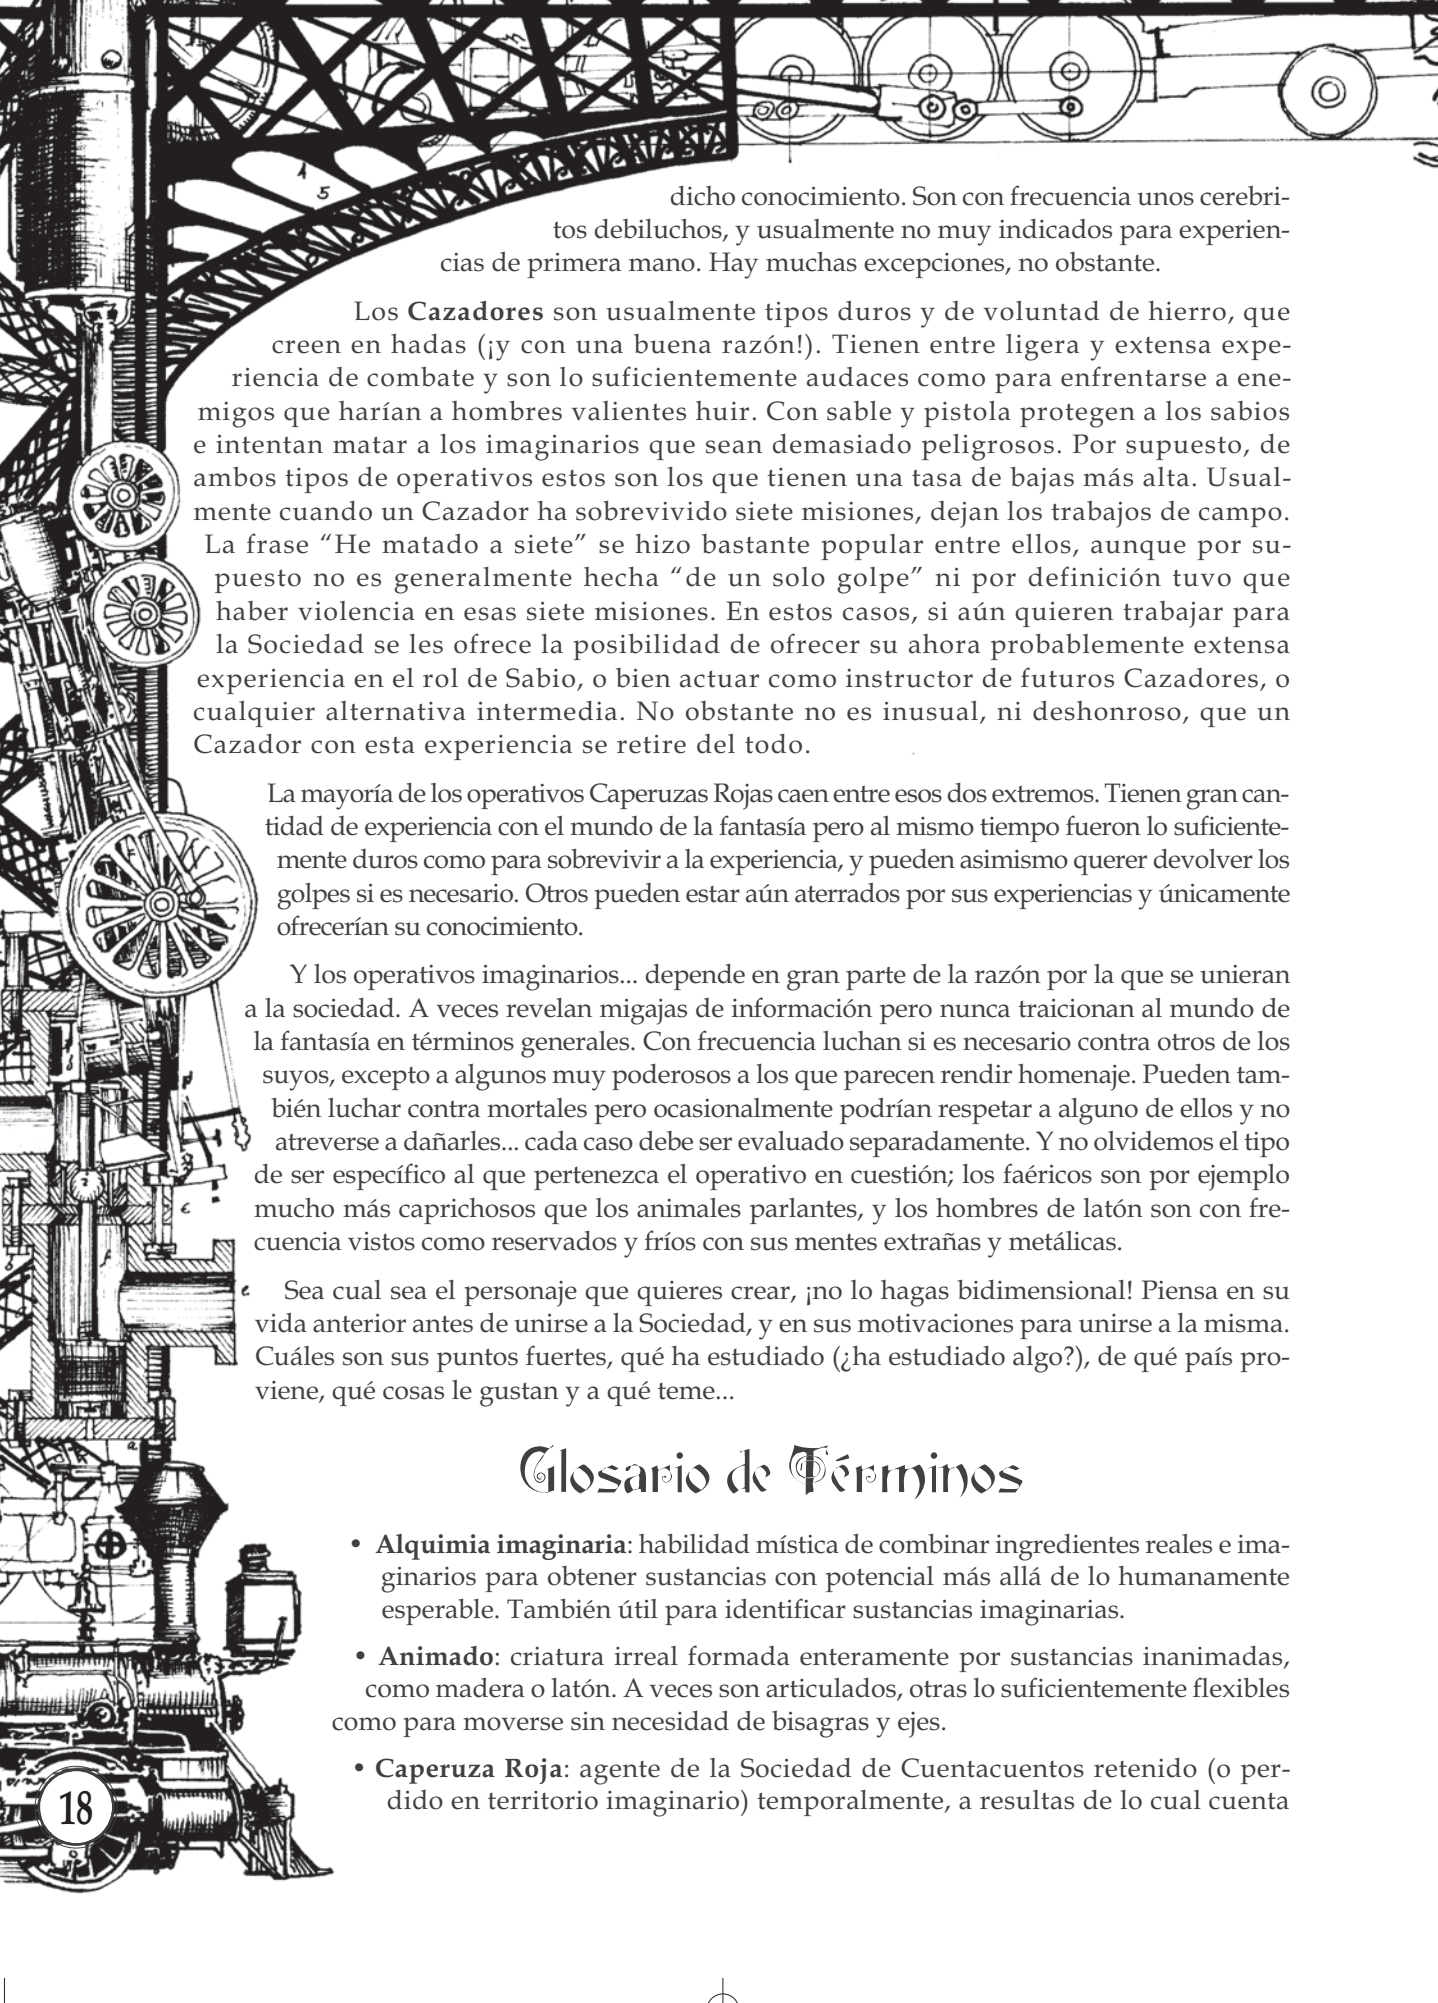 dicho conocimiento. Son con frecuencia unos cerebri-
tos debiluchos, y usualmente no muy indicados para experien-
cias de primera mano. Hay muchas excepciones, no obstante.
Los Cazadores son usualmente tipos duros y de voluntad de hierro, que
creen en hadas (¡y con una buena razón!). Tienen entre ligera y extensa expe-
riencia de combate y son lo suficientemente audaces como para enfrentarse a ene-
migos que harían a hombres valientes huir. Con sable y pistola protegen a los sabios
e intentan matar a los imaginarios que sean demasiado peligrosos. Por supuesto, de
ambos tipos de operativos estos son los que tienen una tasa de bajas más alta. Usual-
mente cuando un Cazador ha sobrevivido siete misiones, dejan los trabajos de campo.
La frase “He matado a siete” se hizo bastante popular entre ellos, aunque por su-
puesto no es generalmente hecha “de un solo golpe” ni por definición tuvo que
haber violencia en esas siete misiones. En estos casos, si aún quieren trabajar para
la Sociedad se les ofrece la posibilidad de ofrecer su ahora probablemente extensa
experiencia en el rol de Sabio, o bien actuar como instructor de futuros Cazadores, o
cualquier alternativa intermedia. No obstante no es inusual, ni deshonroso, que un
Cazador con esta experiencia se retire del todo.
La mayoría de los operativos Caperuzas Rojas caen entre esos dos extremos. Tienen gran can-
tidad de experiencia con el mundo de la fantasía pero al mismo tiempo fueron lo suficiente-
mente duros como para sobrevivir a la experiencia, y pueden asimismo querer devolver los
golpes si es necesario. Otros pueden estar aún aterrados por sus experiencias y únicamente
ofrecerían su conocimiento.
Y los operativos imaginarios... depende en gran parte de la razón por la que se unieran
a la sociedad. A veces revelan migajas de información pero nunca traicionan al mundo de
la fantasía en términos generales. Con frecuencia luchan si es necesario contra otros de los
suyos, excepto a algunos muy poderosos a los que parecen rendir homenaje. Pueden tam-
bién luchar contra mortales pero ocasionalmente podrían respetar a alguno de ellos y no
atreverse a dañarles... cada caso debe ser evaluado separadamente. Y no olvidemos el tipo
de ser específico al que pertenezca el operativo en cuestión; los faéricos son por ejemplo
mucho más caprichosos que los animales parlantes, y los hombres de latón son con fre-
cuencia vistos como reservados y fríos con sus mentes extrañas y metálicas.
Sea cual sea el personaje que quieres crear, ¡no lo hagas bidimensional! Piensa en su
vida anterior antes de unirse a la Sociedad, y en sus motivaciones para unirse a la misma.
Cuáles son sus puntos fuertes, qué ha estudiado (¿ha estudiado algo?), de qué país pro-
viene, qué cosas le gustan y a qué teme...
Glosario de Términos
• Alquimia imaginaria: habilidad mística de combinar ingredientes reales e ima-
ginarios para obtener sustancias con potencial más allá de lo humanamente
esperable. También útil para identificar sustancias imaginarias.
• Animado: criatura irreal formada enteramente por sustancias inanimadas,
como madera o latón. A veces son articulados, otras lo suficientemente flexibles
como para moverse sin necesidad de bisagras y ejes.
• Caperuza Roja: agente de la Sociedad de Cuentacuentos retenido (o per-
dido en territorio imaginario) temporalmente, a resultas de lo cual cuenta
18